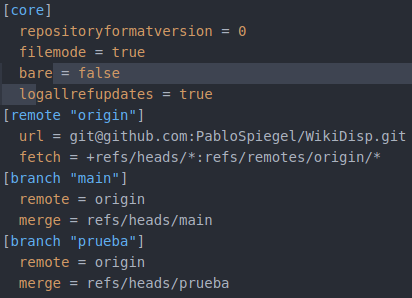 [core]
repositoryformatversion = 0
filemode = true
bare = false
logallrefupdates = true
[remote "origin"]
url = git@github.com:PabloSpiegel/WikiDisp.git
fetch = +refs/heads/*:refs/remotes/origin/*
[branch "main"]
remote = origin
merge = refs/heads/main
[branch "prueba"]
remote = origin
merge = refs/heads/prueba